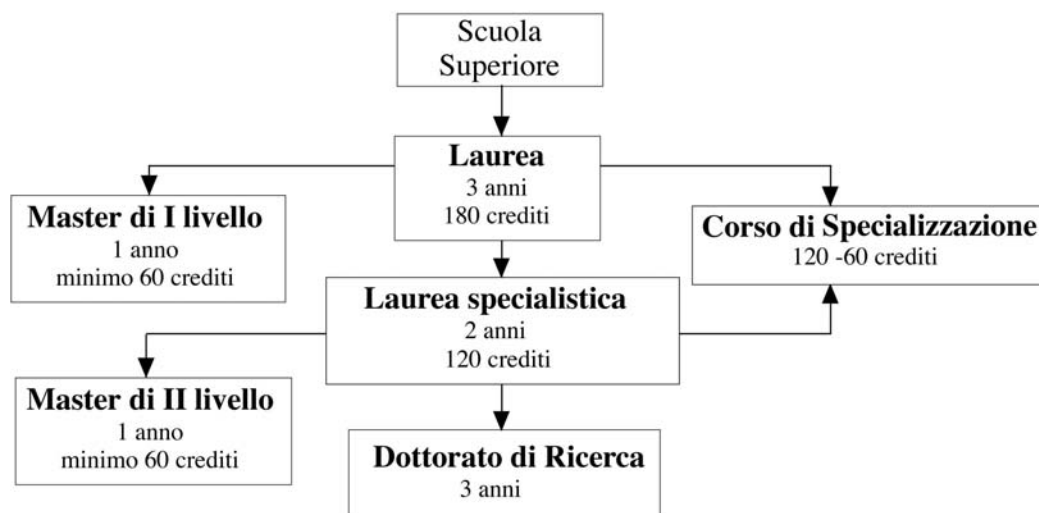 Scuola
Superiore
Laurea
3 anni
180 crediti
Master di I livello
1 anno
minimo 60 crediti
Corso di Specializzazione
120 -60 crediti
Laurea specialistica
2 anni
120 crediti
Master di II livello
1 anno
minimo 60 crediti
Dottorato di Ricerca
3 anni